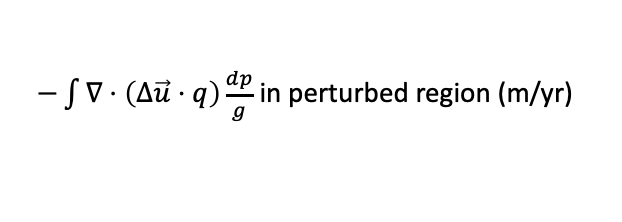 − ∫ ∇ · (Δu⃗ · q) dp/g in perturbed region (m/yr)